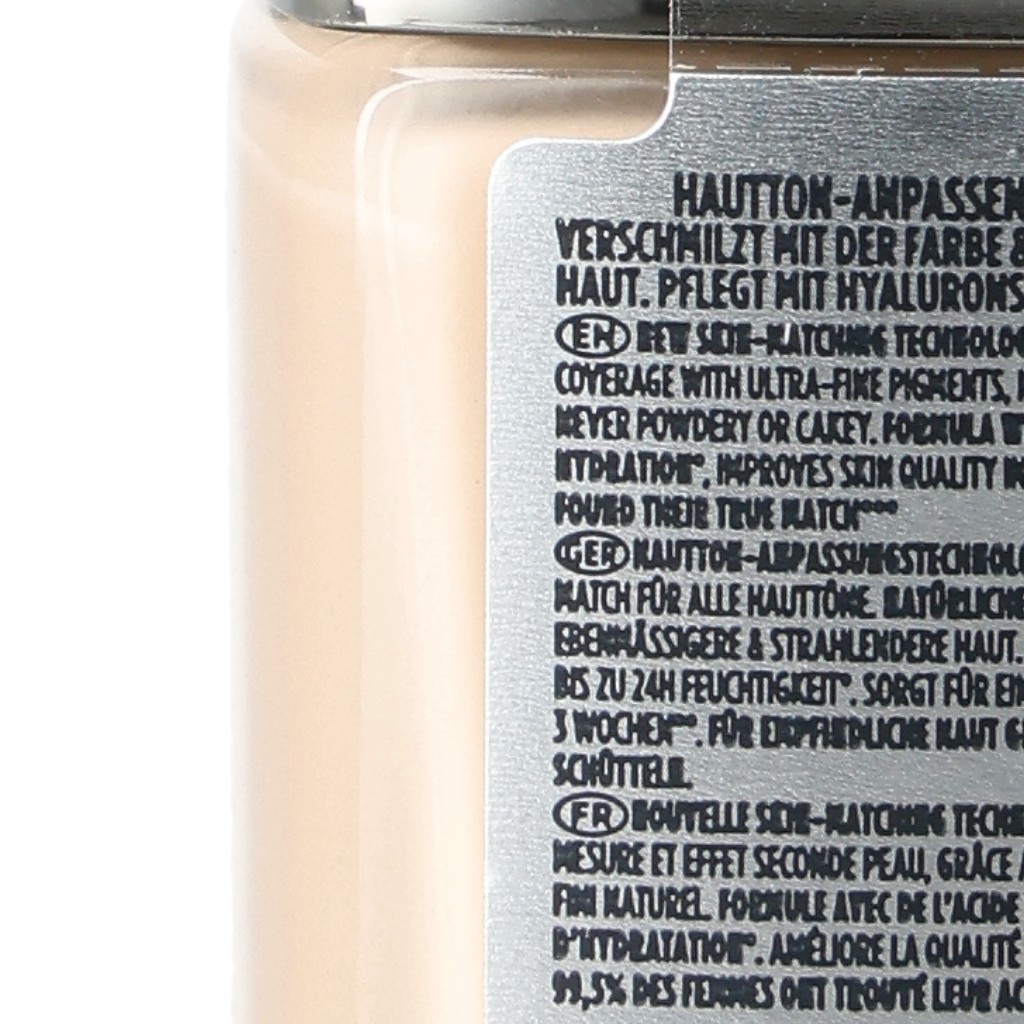 HAUTTON-ANPASSEN
VERSCHMILZT MIT DER FARBE &
HAUT. PFLEGT MIT HYALURONS
EN NEW SKIN-MATCHING TECHNOLOG
COVERAGE WITH ULTRA-FINE PIGMENTS,
NEVER POWDERY OR CAKEY. FORMULA
HYDRATION*, IMPROVES SKIN QUALITY IN
FOUND THEIR TRUE MATCH***
GER HAUTTON-ANPASSUNGSTECHNOLO
MATCH FÜR ALLE HAUTTÖNE. NATÜRLICHE
EBENMÄSSIGERE & STRAHLENDERE HAUT.
BIS ZU 24H FEUCHTIGKEIT*. SORGT FÜR EIN
3 WOCHEN**. FÜR EMPFINDLICHE HAUT G
SCHÜTTELN.
FR NOUVELLE SKIN-MATCHING TECHN
MESURE ET EFFET SECONDE PEAU, GRÂCE A
FINI NATUREL. FORMULE AVEC DE L'ACIDE
D'HYDRATATION*. AMÉLIORE LA QUALITÉ
99,5% DES FEMMES ONT TROUVÉ LEUR AC